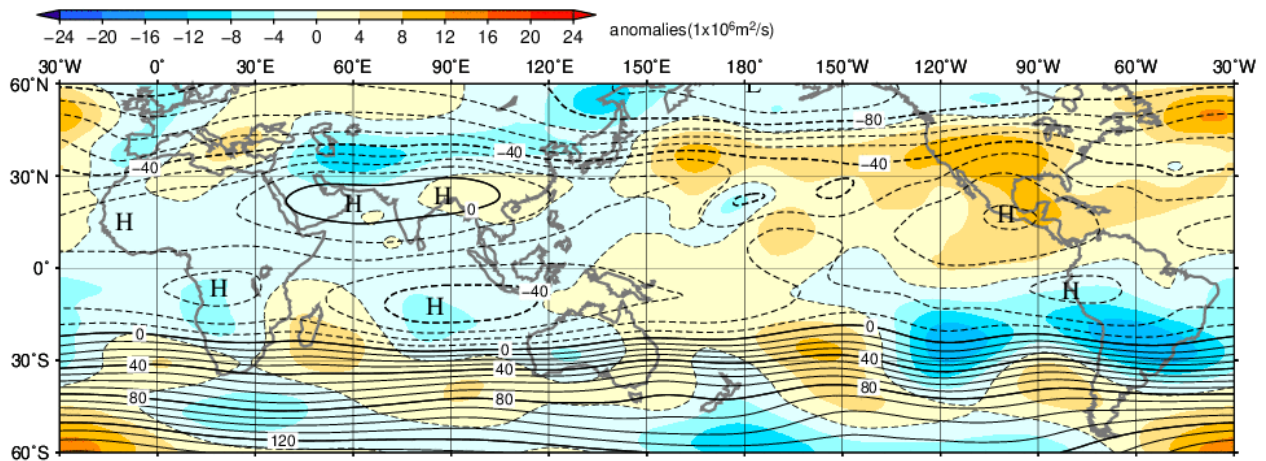 −24 −20 −16 −12 −8 −4 0 4 8 12 16 20 24
anomalies(1x10⁶m²/s)
30°W 0° 30°E 60°E 90°E 120°E 150°E 180° 150°W 120°W 90°W 60°W 30°W
60°N
L
−80
−40 −40 −40
30°N
H H H
0
H
0°
H H
−40
H
0 0 0
30°S
40 40 40
80 80 80
120
60°S